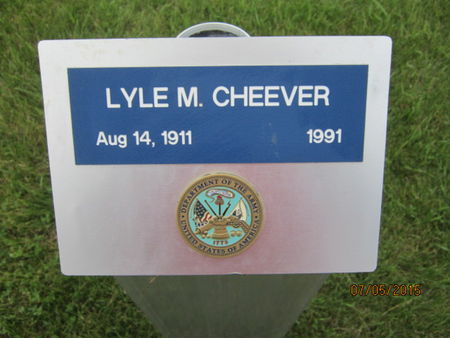 LYLE M. CHEEVER
Aug 14, 1911 1991
DEPARTMENT OF THE ARMY
UNITED STATES OF AMERICA
1775
07/05/2015